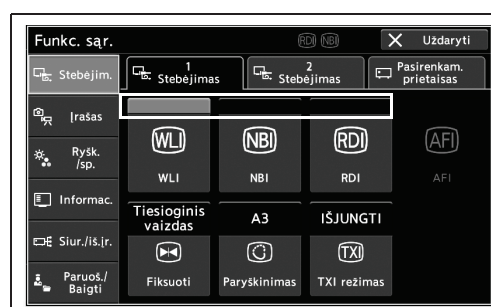 Funkc. sąr.
RDI NBI
Uždaryti
Stebėjim.
1
Stebėjimas
2
Stebėjimas
Pasirenkam.
prietaisas
Įrašas
Ryšk.
/sp.
Informac.
Siur./iš.įr.
Paruoš./
Baigti
WLI NBI RDI AFI
WLI NBI RDI AFI
Tiesioginis
vaizdas
A3
IŠJUNGTI
TXI
Fiksuoti
Paryškinimas
TXI režimas